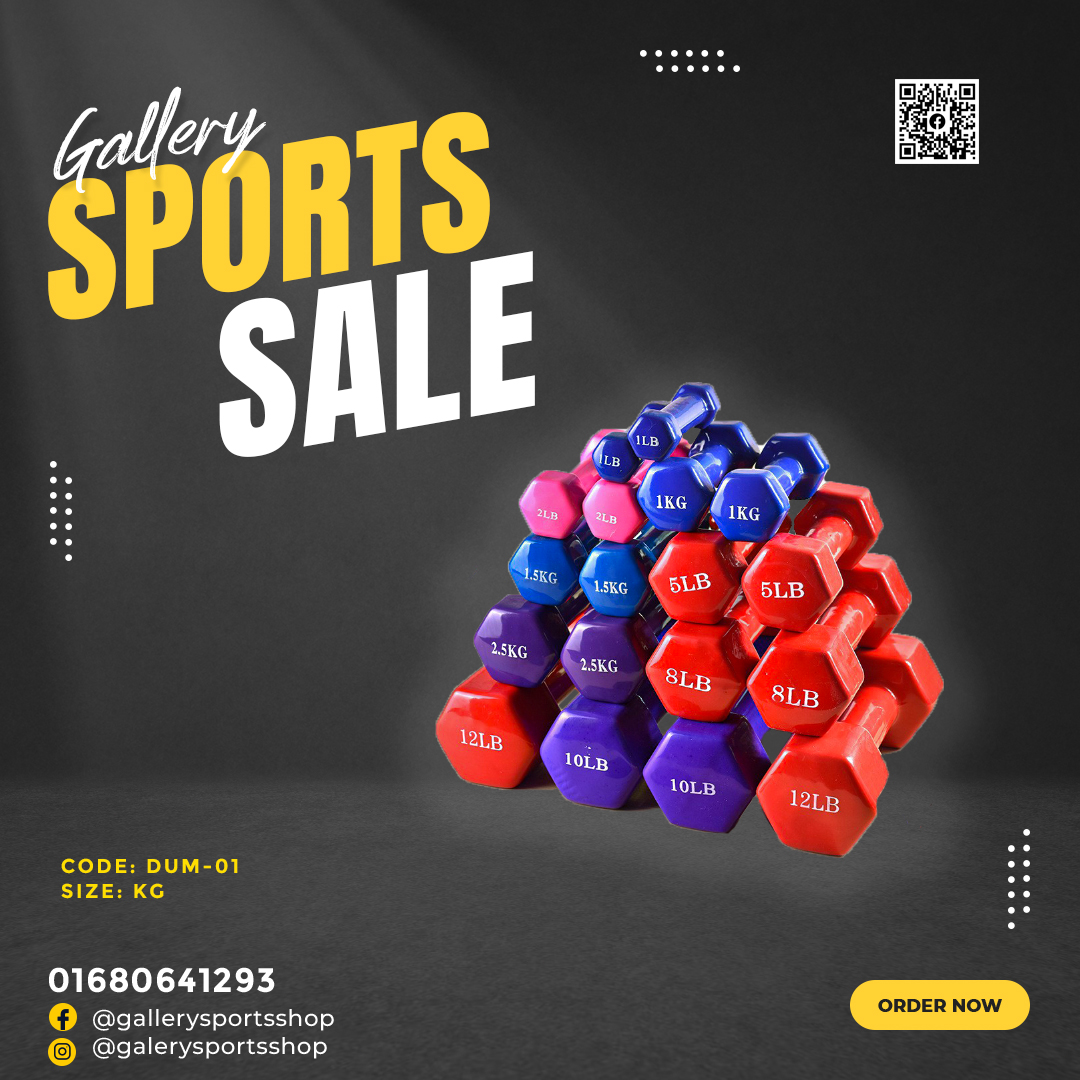 Gallery
SPORTS
SALE
1LB
1LB
2LB
2LB
1KG
1KG
1.5KG
1.5KG
5LB
5LB
2.5KG
2.5KG
8LB
8LB
12LB
10LB
10LB
12LB
CODE: DUM-01
SIZE: KG
01680641293
@gallerysportsshop
@galerysportsshop
ORDER NOW